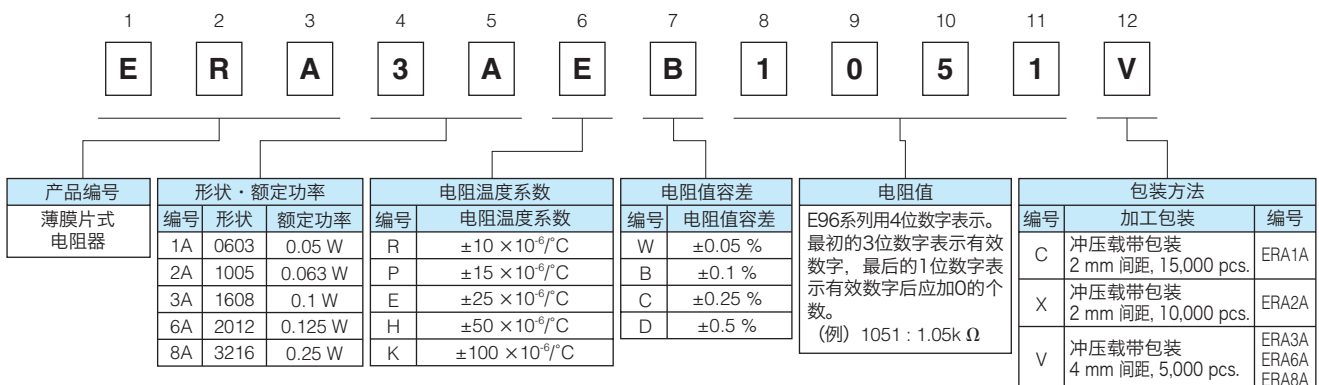 1 2 3 4 5 6 7 8 9 10 11 12
E R A 3 A E B 1 0 5 1 V
产品编号
薄膜片式
电阻器
形状・额定功率
编号 形状 额定功率
1A 0603 0.05 W
2A 1005 0.063 W
3A 1608 0.1 W
6A 2012 0.125 W
8A 3216 0.25 W
电阻温度系数
编号 电阻温度系数
R ±10 ×10⁻⁶/°C
P ±15 ×10⁻⁶/°C
E ±25 ×10⁻⁶/°C
H ±50 ×10⁻⁶/°C
K ±100 ×10⁻⁶/°C
电阻值容差
编号 电阻值容差
W ±0.05 %
B ±0.1 %
C ±0.25 %
D ±0.5 %
电阻值
E96系列用4位数字表示。
最初的3位数字表示有效
数字，最后的1位数字表
示有效数字后应加0的个
数。
（例）1051 : 1.05k Ω
包装方法
编号 加工包装 编号
C 冲压载带包装
2 mm 间距, 15,000 pcs. ERA1A
X 冲压载带包装
2 mm 间距, 10,000 pcs. ERA2A
V 冲压载带包装
4 mm 间距, 5,000 pcs.
ERA3A
ERA6A
ERA8A